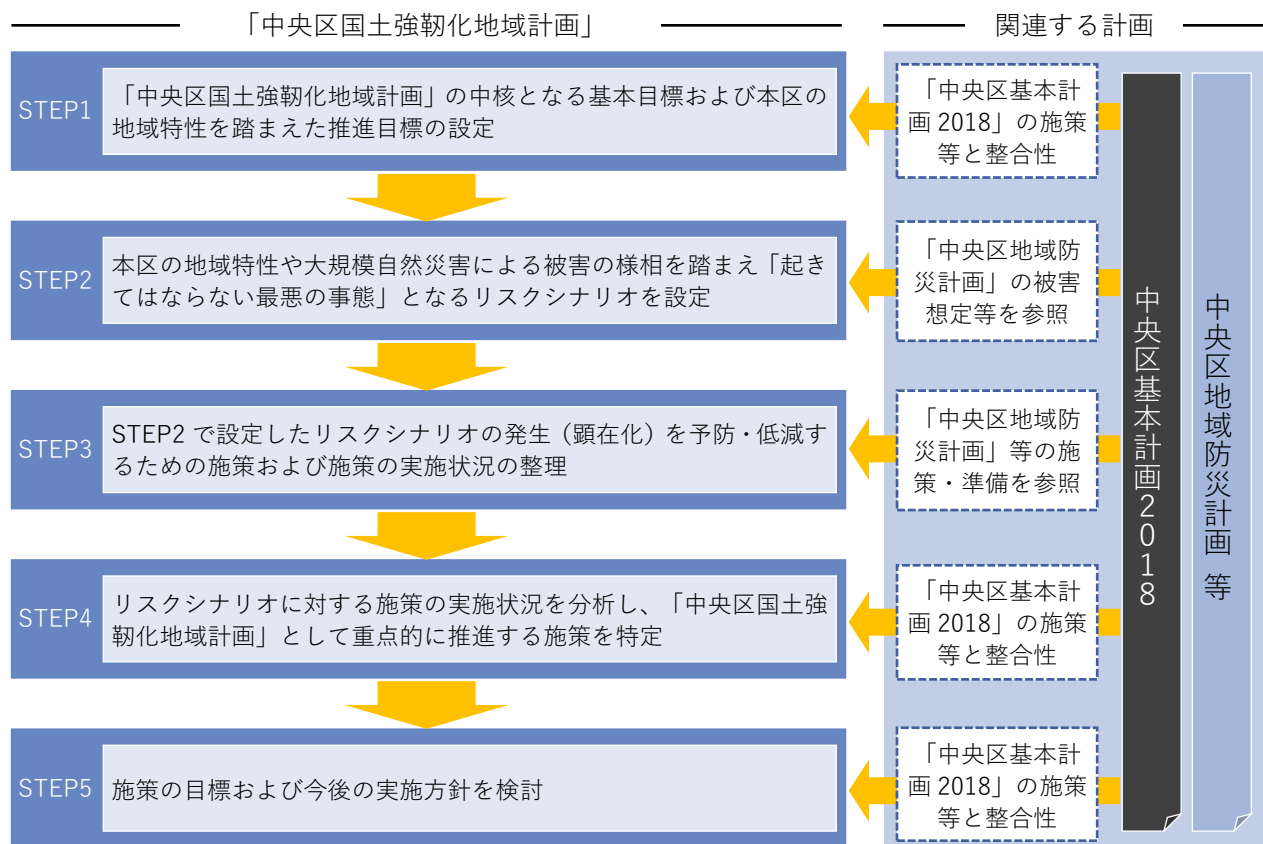 「中央区国土強靭化地域計画」
関連する計画
STEP1
「中央区国土強靭化地域計画」の中核となる基本目標および本区の
地域特性を踏まえた推進目標の設定
「中央区基本計
画 2018」の施策
等と整合性
STEP2
本区の地域特性や大規模自然災害による被害の様相を踏まえ「起き
てはならない最悪の事態」となるリスクシナリオを設定
「中央区地域防
災計画」の被害
想定等を参照
STEP3
STEP2 で設定したリスクシナリオの発生（顕在化）を予防・低減す
るための施策および施策の実施状況の整理
「中央区地域防
災計画」等の施
策・準備を参照
STEP4
リスクシナリオに対する施策の実施状況を分析し、「中央区国土強
靭化地域計画」として重点的に推進する施策を特定
「中央区基本計
画 2018」の施策
等と整合性
STEP5
施策の目標および今後の実施方針を検討
「中央区基本計
画 2018」の施策
等と整合性
中央区基本計画2018
中央区地域防災計画 等